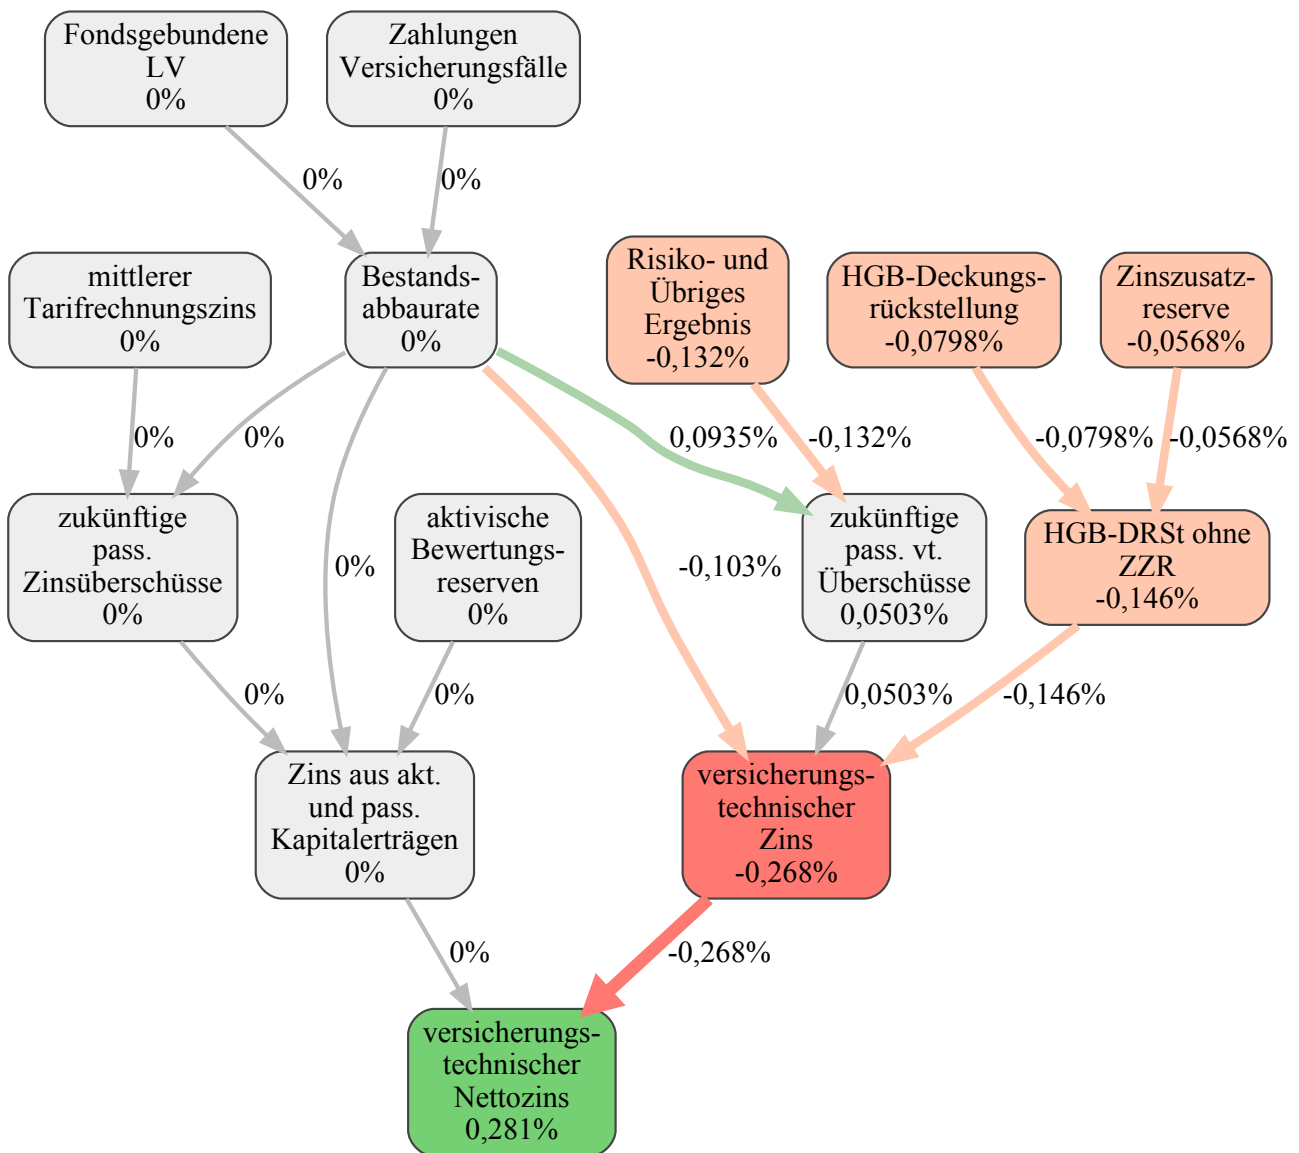 Fondsgebundene
LV
0%
Zahlungen
Versicherungsfälle
0%
0%
0%
mittlerer
Tarifrechnungszins
0%
Bestands-
abbaurate
0%
Risiko- und
Übriges
Ergebnis
-0,132%
HGB-Deckungs-
rückstellung
-0,0798%
Zinszusatz-
reserve
-0,0568%
0%
0%
0,0935%
-0,132%
-0,0798%
-0,0568%
zukünftige
pass.
Zinsüberschüsse
0%
0%
aktivische
Bewertungs-
reserven
0%
-0,103%
zukünftige
pass. vt.
Überschüsse
0,0503%
HGB-DRSt ohne
ZZR
-0,146%
0%
0%
0,0503%
-0,146%
Zins aus akt.
und pass.
Kapitalerträgen
0%
versicherungs-
technischer
Zins
-0,268%
0%
-0,268%
versicherungs-
technischer
Nettozins
0,281%